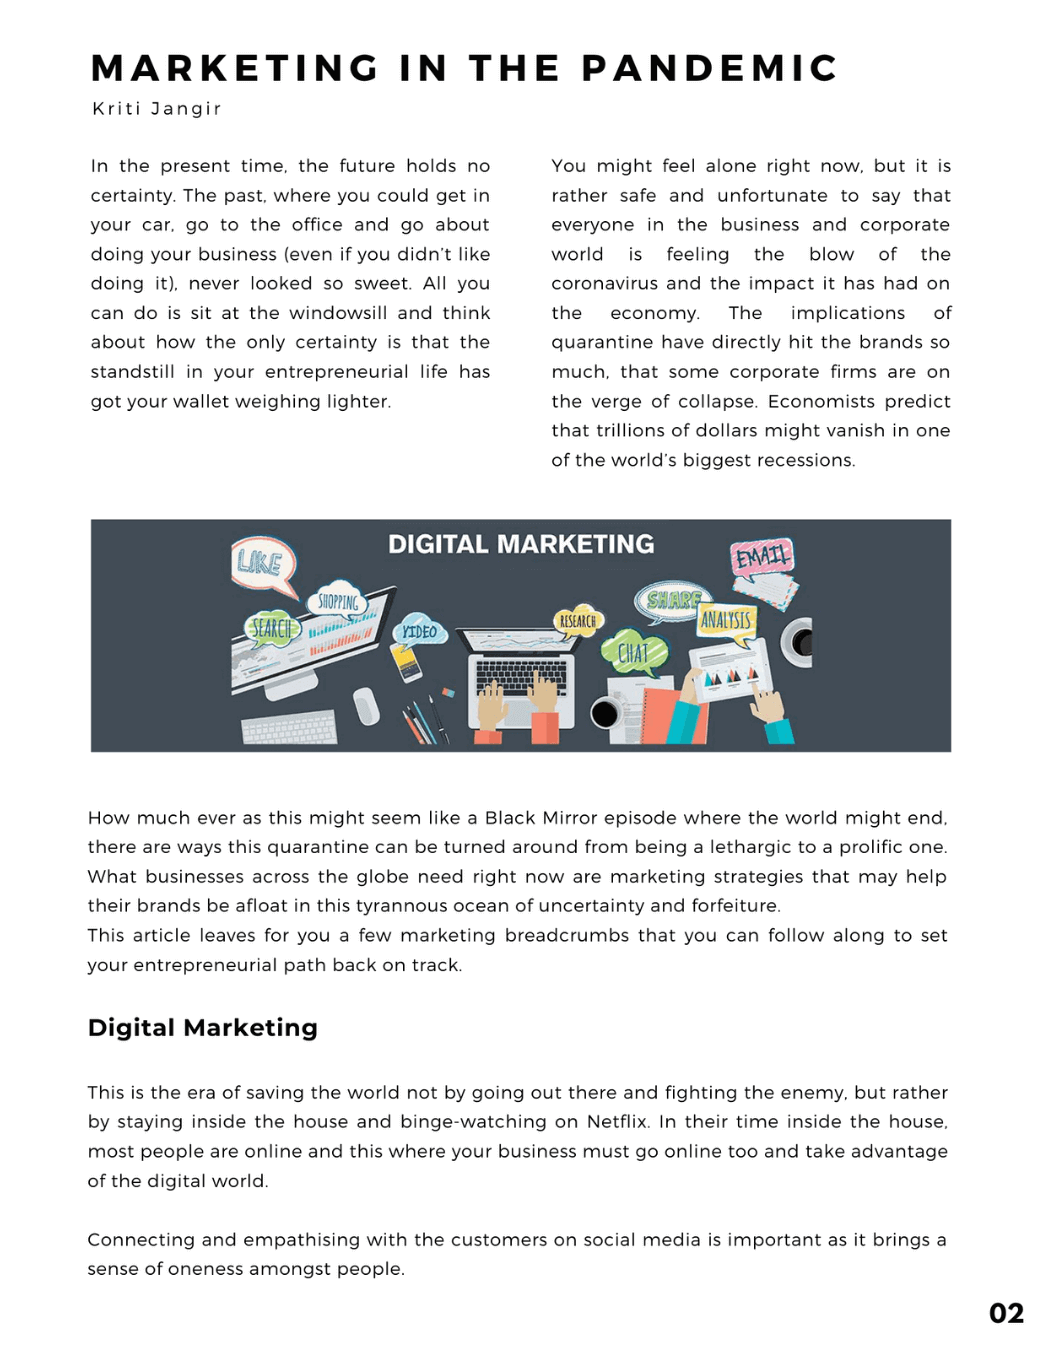 MARKETING IN THE PANDEMIC
Kriti Jangir
In the present time, the future holds no
certainty. The past, where you could get in
your car, go to the office and go about
doing your business (even if you didn't like
doing it), never looked so sweet. All you
can do is sit at the windowsill and think
about how the only certainty is that the
standstill in your entrepreneurial life has
got your wallet weighing lighter.
You might feel alone right now, but it is
rather safe and unfortunate to say that
everyone in the business and corporate
world is feeling the blow of the
coronavirus and the impact it has had on
the economy. The implications of
quarantine have directly hit the brands so
much, that some corporate firms are on
the verge of collapse. Economists predict
that trillions of dollars might vanish in one
of the world's biggest recessions.
DIGITAL MARKETING
LIKE
SHOPPING
SEARCH
VIDEO
RESEARCH
SHARE
CHAT
EMAIL
ANALYSIS
How much ever as this might seem like a Black Mirror episode where the world might end,
there are ways this quarantine can be turned around from being a lethargic to a prolific one.
What businesses across the globe need right now are marketing strategies that may help
their brands be afloat in this tyrannous ocean of uncertainty and forfeiture.
This article leaves for you a few marketing breadcrumbs that you can follow along to set
your entrepreneurial path back on track.
Digital Marketing
This is the era of saving the world not by going out there and fighting the enemy, but rather
by staying inside the house and binge-watching on Netflix. In their time inside the house,
most people are online and this where your business must go online too and take advantage
of the digital world.
Connecting and empathising with the customers on social media is important as it brings a
sense of oneness amongst people.
02